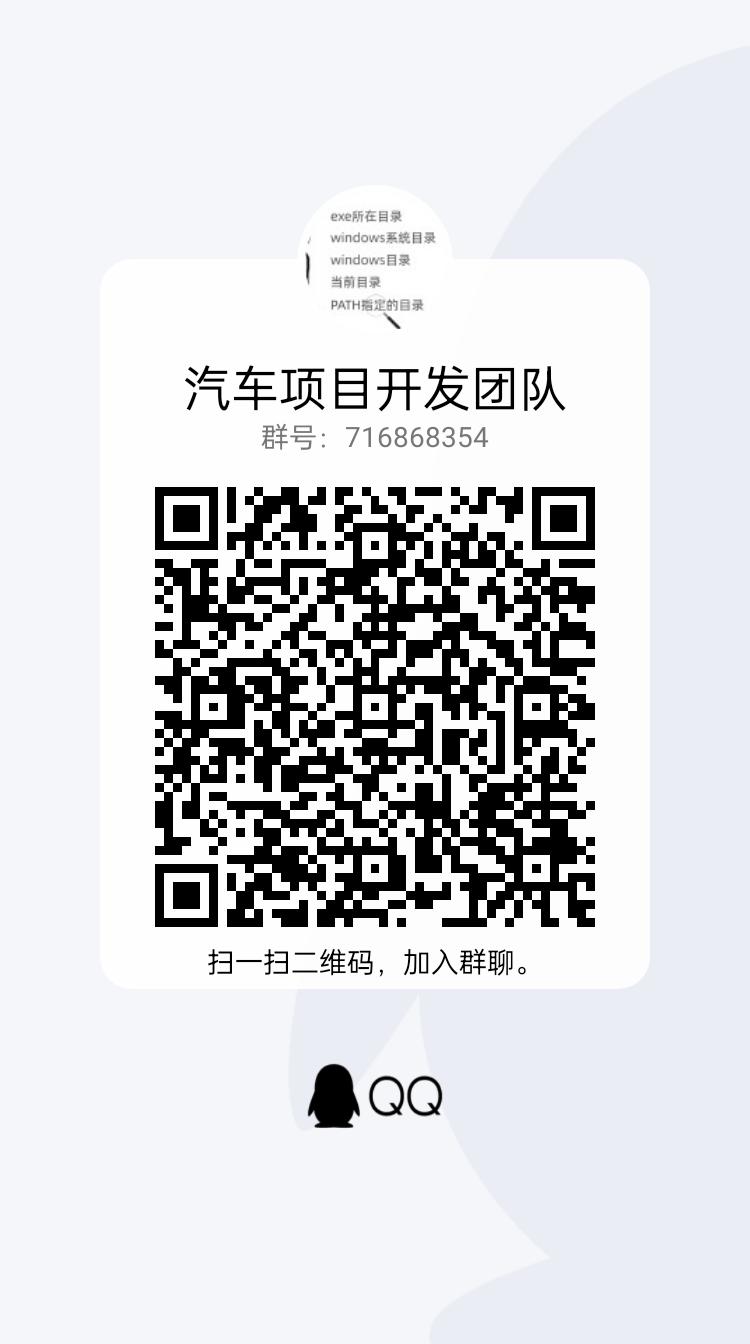 exe所在目录
windows系统目录
windows目录
当前目录
PATH指定的目录
汽车项目开发团队
群号：716868354
扫一扫二维码，加入群聊。
QQ